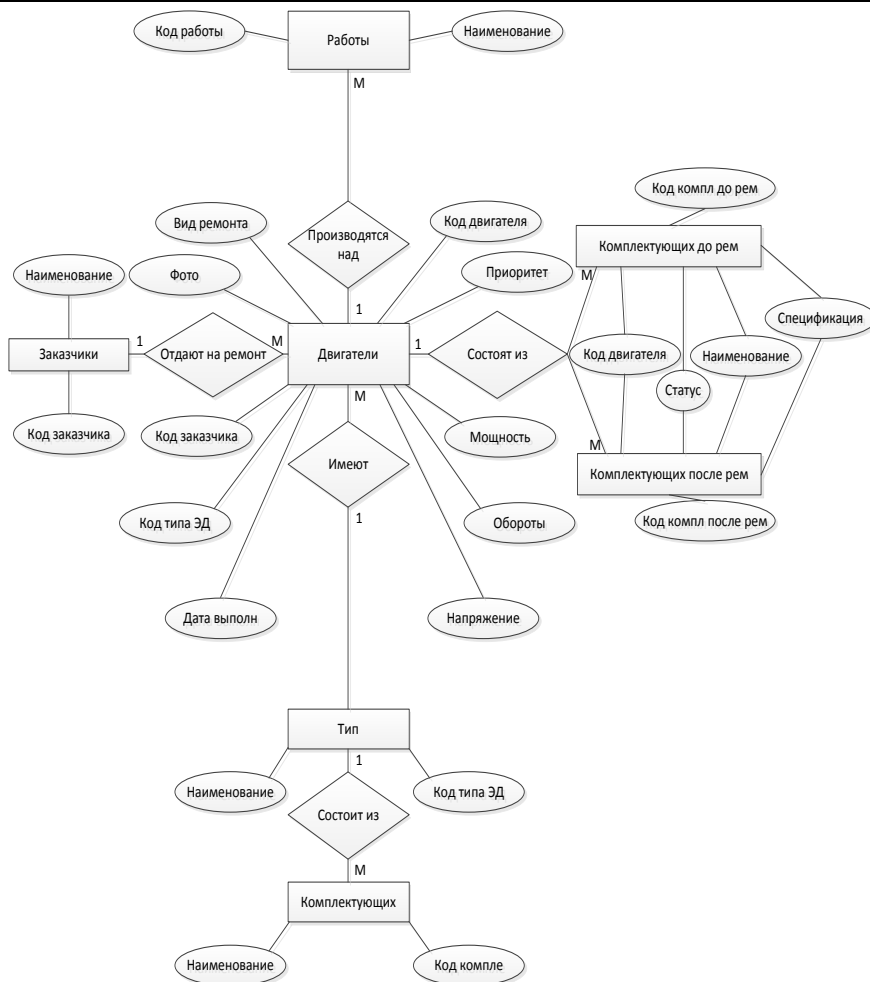 Код работы
Работы
Наименование
М
Код компл до рем
Вид ремонта
Код двигателя
Производятся
над
Комплектующих до рем
Наименование
Фото
Приоритет
М
1
Спецификация
Заказчики
1
Отдают на ремонт
М
Двигатели
1
Состоят из
Код двигателя
Наименование
Статус
М
Код заказчика
Код заказчика
Мощность
М
Имеют
Комплектующих после рем
1
Код типа ЭД
Обороты
Код компл после рем
Дата выполн
Напряжение
Тип
1
Наименование
Код типа ЭД
Состоит из
М
Комплектующих
Наименование
Код компле